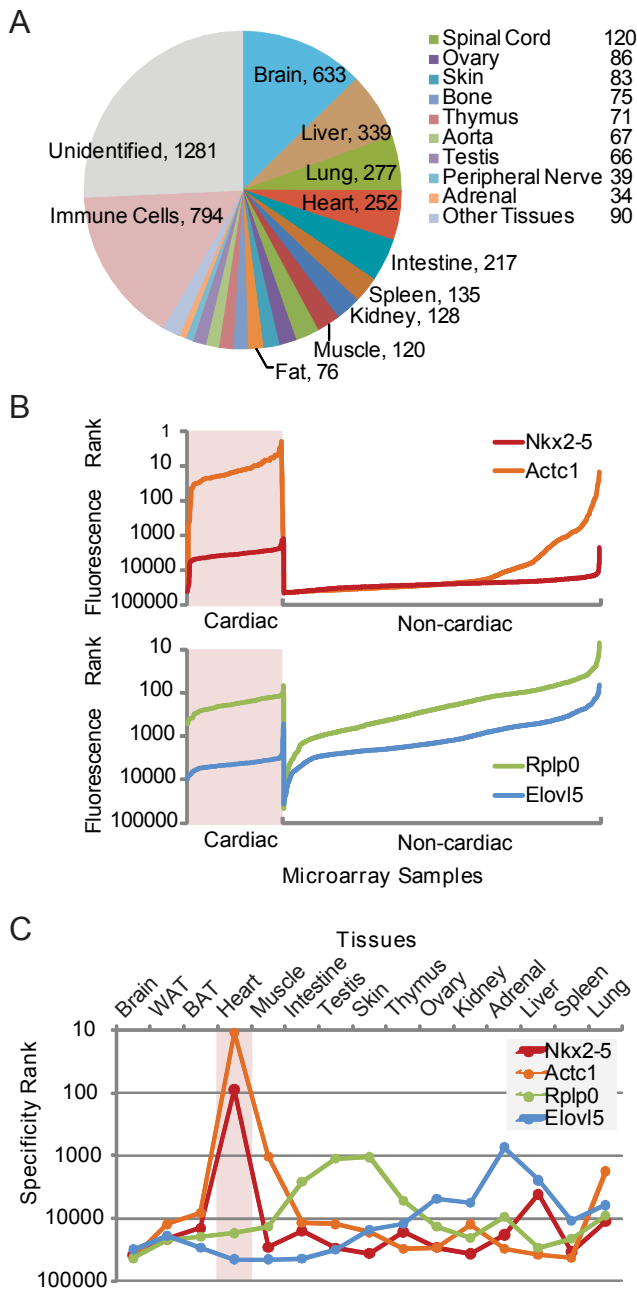 A
Brain, 633
Liver, 339
Lung, 277
Heart, 252
Intestine, 217
Spleen, 135
Kidney, 128
Muscle, 120
Fat, 76
Immune Cells, 794
Unidentified, 1281
Spinal Cord 120
Ovary 86
Skin 83
Bone 75
Thymus 71
Aorta 67
Testis 66
Peripheral Nerve 39
Adrenal 34
Other Tissues 90
B
Fluorescence Rank
1
10
100
1000
10000
100000
Nkx2-5
Actc1
Cardiac
Non-cardiac
Fluorescence Rank
10
100
1000
10000
100000
Rplp0
Elovl5
Cardiac
Non-cardiac
Microarray Samples
C
Tissues
Brain
WAT
BAT
Heart
Muscle
Intestine
Testis
Skin
Thymus
Ovary
Kidney
Adrenal
Liver
Spleen
Lung
Specificity Rank
10
100
1000
10000
100000
Nkx2-5
Actc1
Rplp0
Elovl5